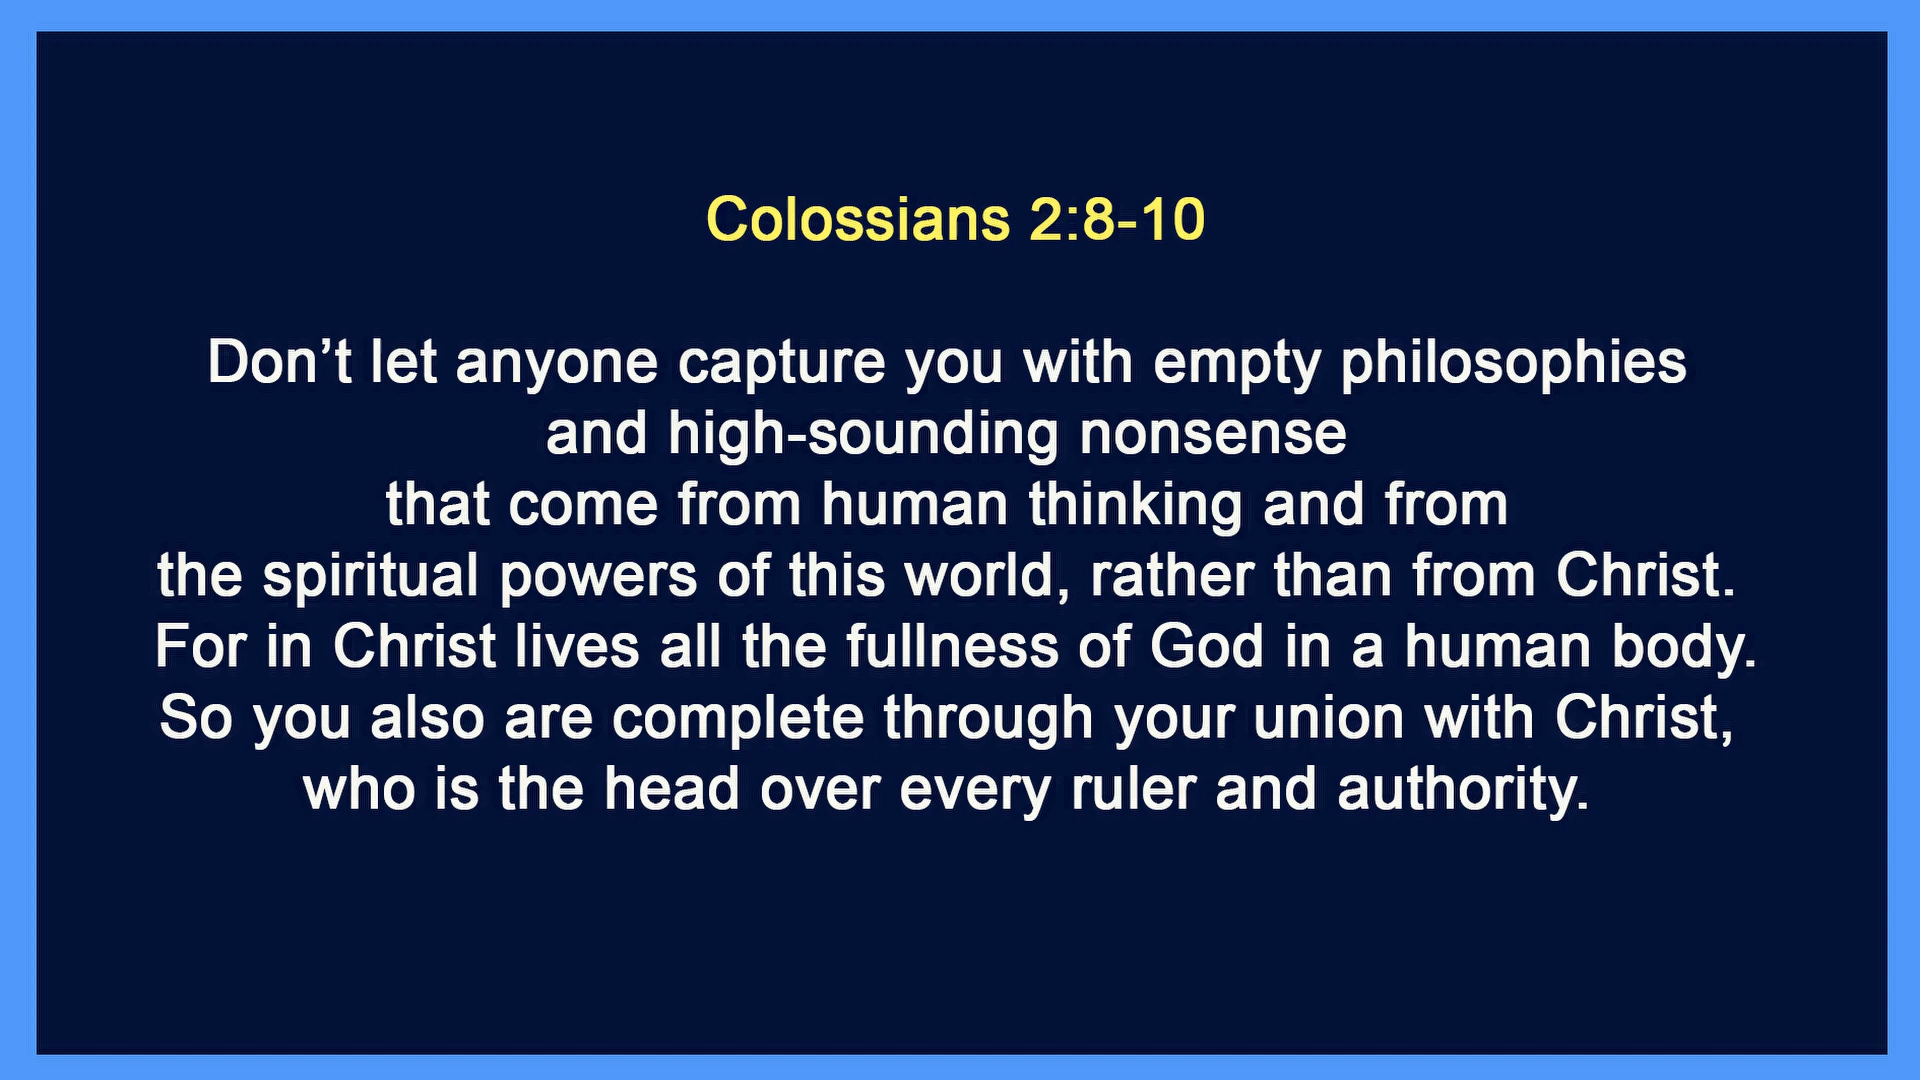 Colossians 2:8-10
Don’t let anyone capture you with empty philosophies
and high-sounding nonsense
that come from human thinking and from
the spiritual powers of this world, rather than from Christ.
For in Christ lives all the fullness of God in a human body.
So you also are complete through your union with Christ,
who is the head over every ruler and authority.